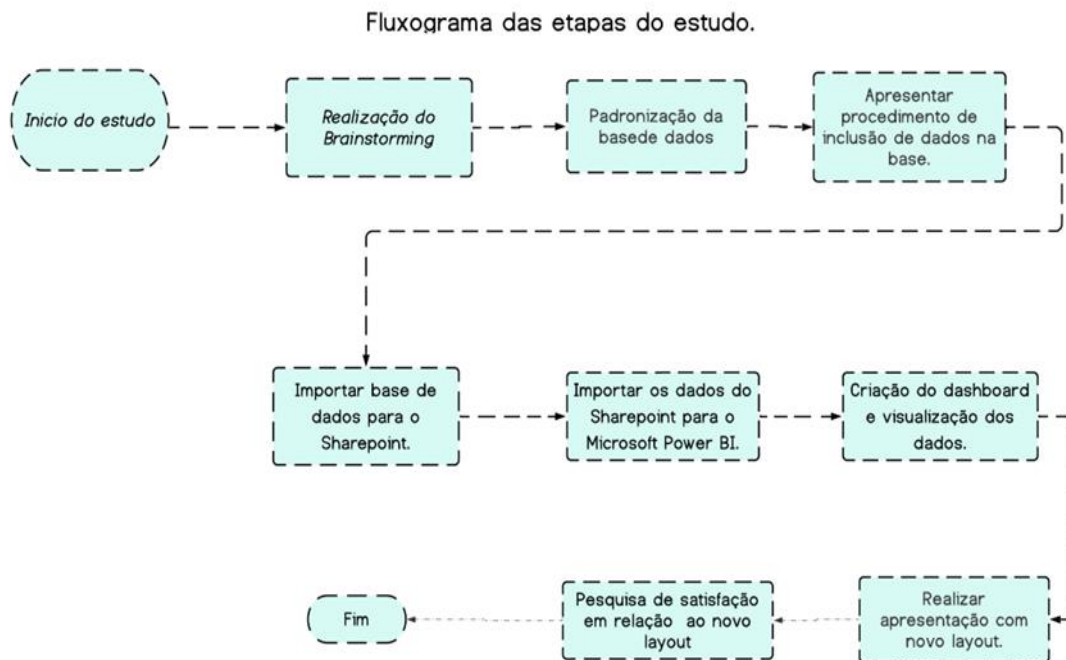 Fluxograma das etapas do estudo.
Inicio do estudo
Realização do
Brainstorming
Padronização da
basede dados
Apresentar
procedimento de
inclusão de dados na
base.
Importar base de
dados para o
Sharepoint.
Importar os dados do
Sharepoint para o
Microsoft Power BI.
Criação do dashboard
e visualização dos
dados.
Realizar
apresentação com
novo layout.
Pesquisa de satisfação
em relação ao novo
layout
Fim